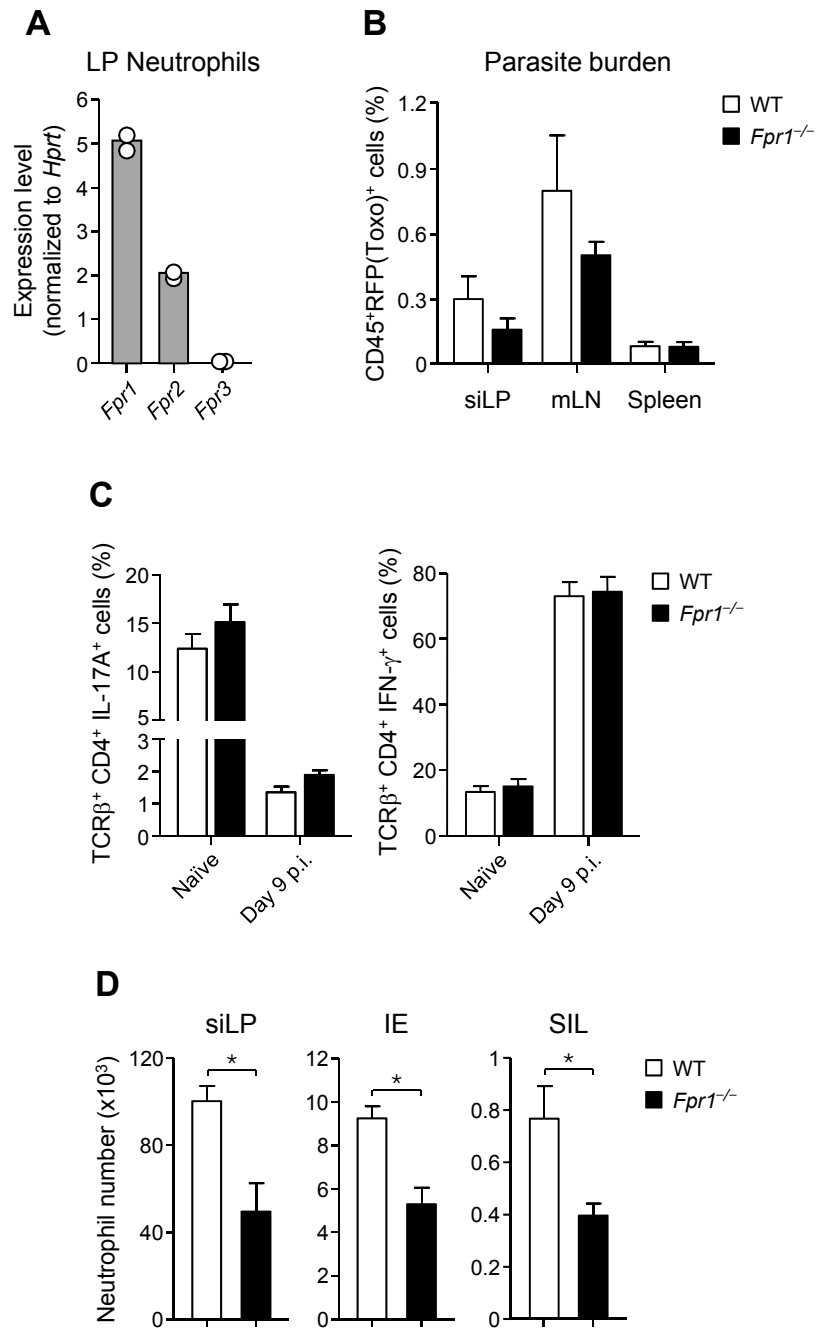 A
LP Neutrophils
Expression level
(normalized to Hprt)
6
5
4
3
2
1
0
Fpr1
Fpr2
Fpr3
B
Parasite burden
CD45⁺RFP(Toxo)⁺ cells (%)
1.2
0.9
0.6
0.3
0
siLP
mLN
Spleen
WT
Fpr1⁻/⁻
C
TCRβ⁺ CD4⁺ IL-17A⁺ cells (%)
20
15
10
5
3
2
1
0
Naïve
Day 9 p.i.
TCRβ⁺ CD4⁺ IFN-γ⁺ cells (%)
80
60
40
20
0
Naïve
Day 9 p.i.
WT
Fpr1⁻/⁻
D
Neutrophil number (x10³)
siLP
120
80
40
0
*
IE
12
10
8
6
4
2
0
*
SIL
1
0.8
0.6
0.4
0.2
0
*
WT
Fpr1⁻/⁻